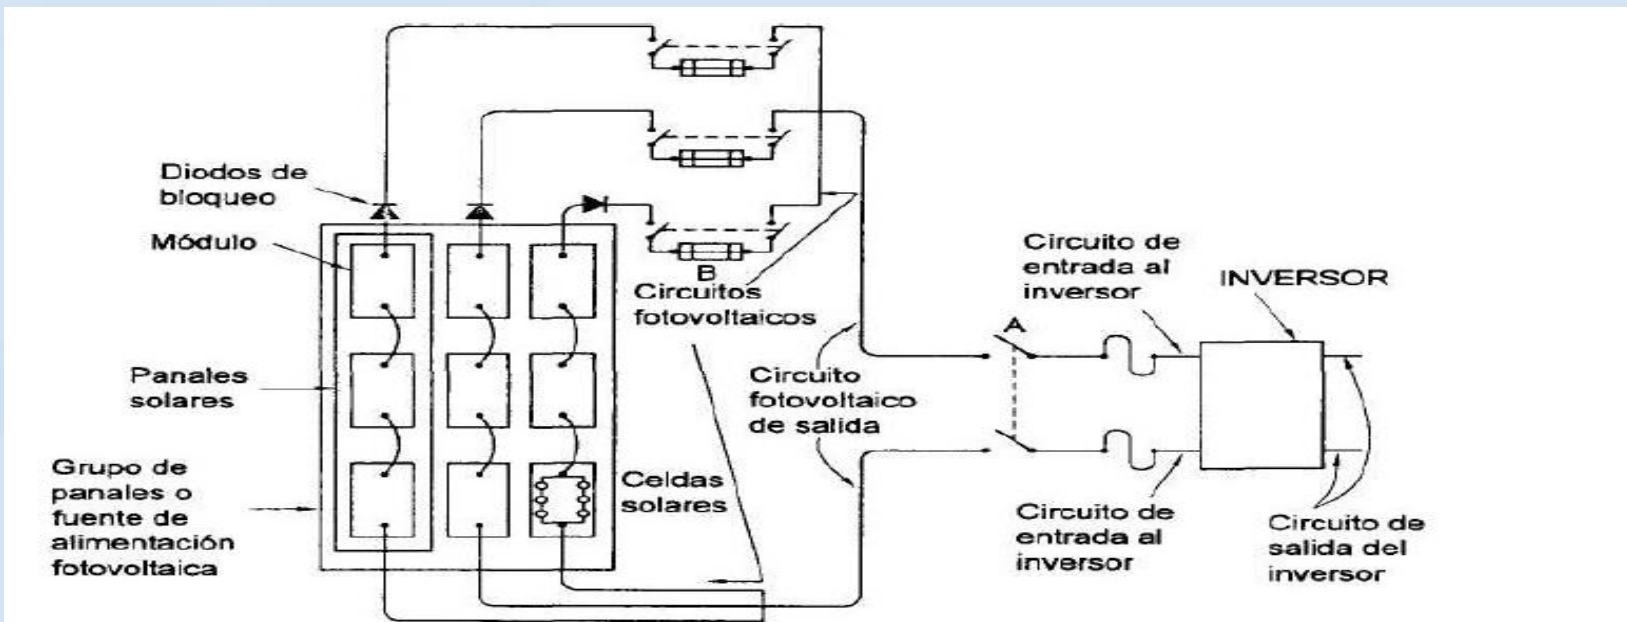 Diodos de
bloqueo
Módulo
Panales
solares
Grupo de
panales o
fuente de
alimentación
fotovoltaica
B
Circuitos
fotovoltaicos
Celdas
solares
Circuito
fotovoltaico
de salida
A
Circuito de
entrada al
inversor
INVERSOR
Circuito de
entrada al
inversor
Circuito de
salida del
inversor